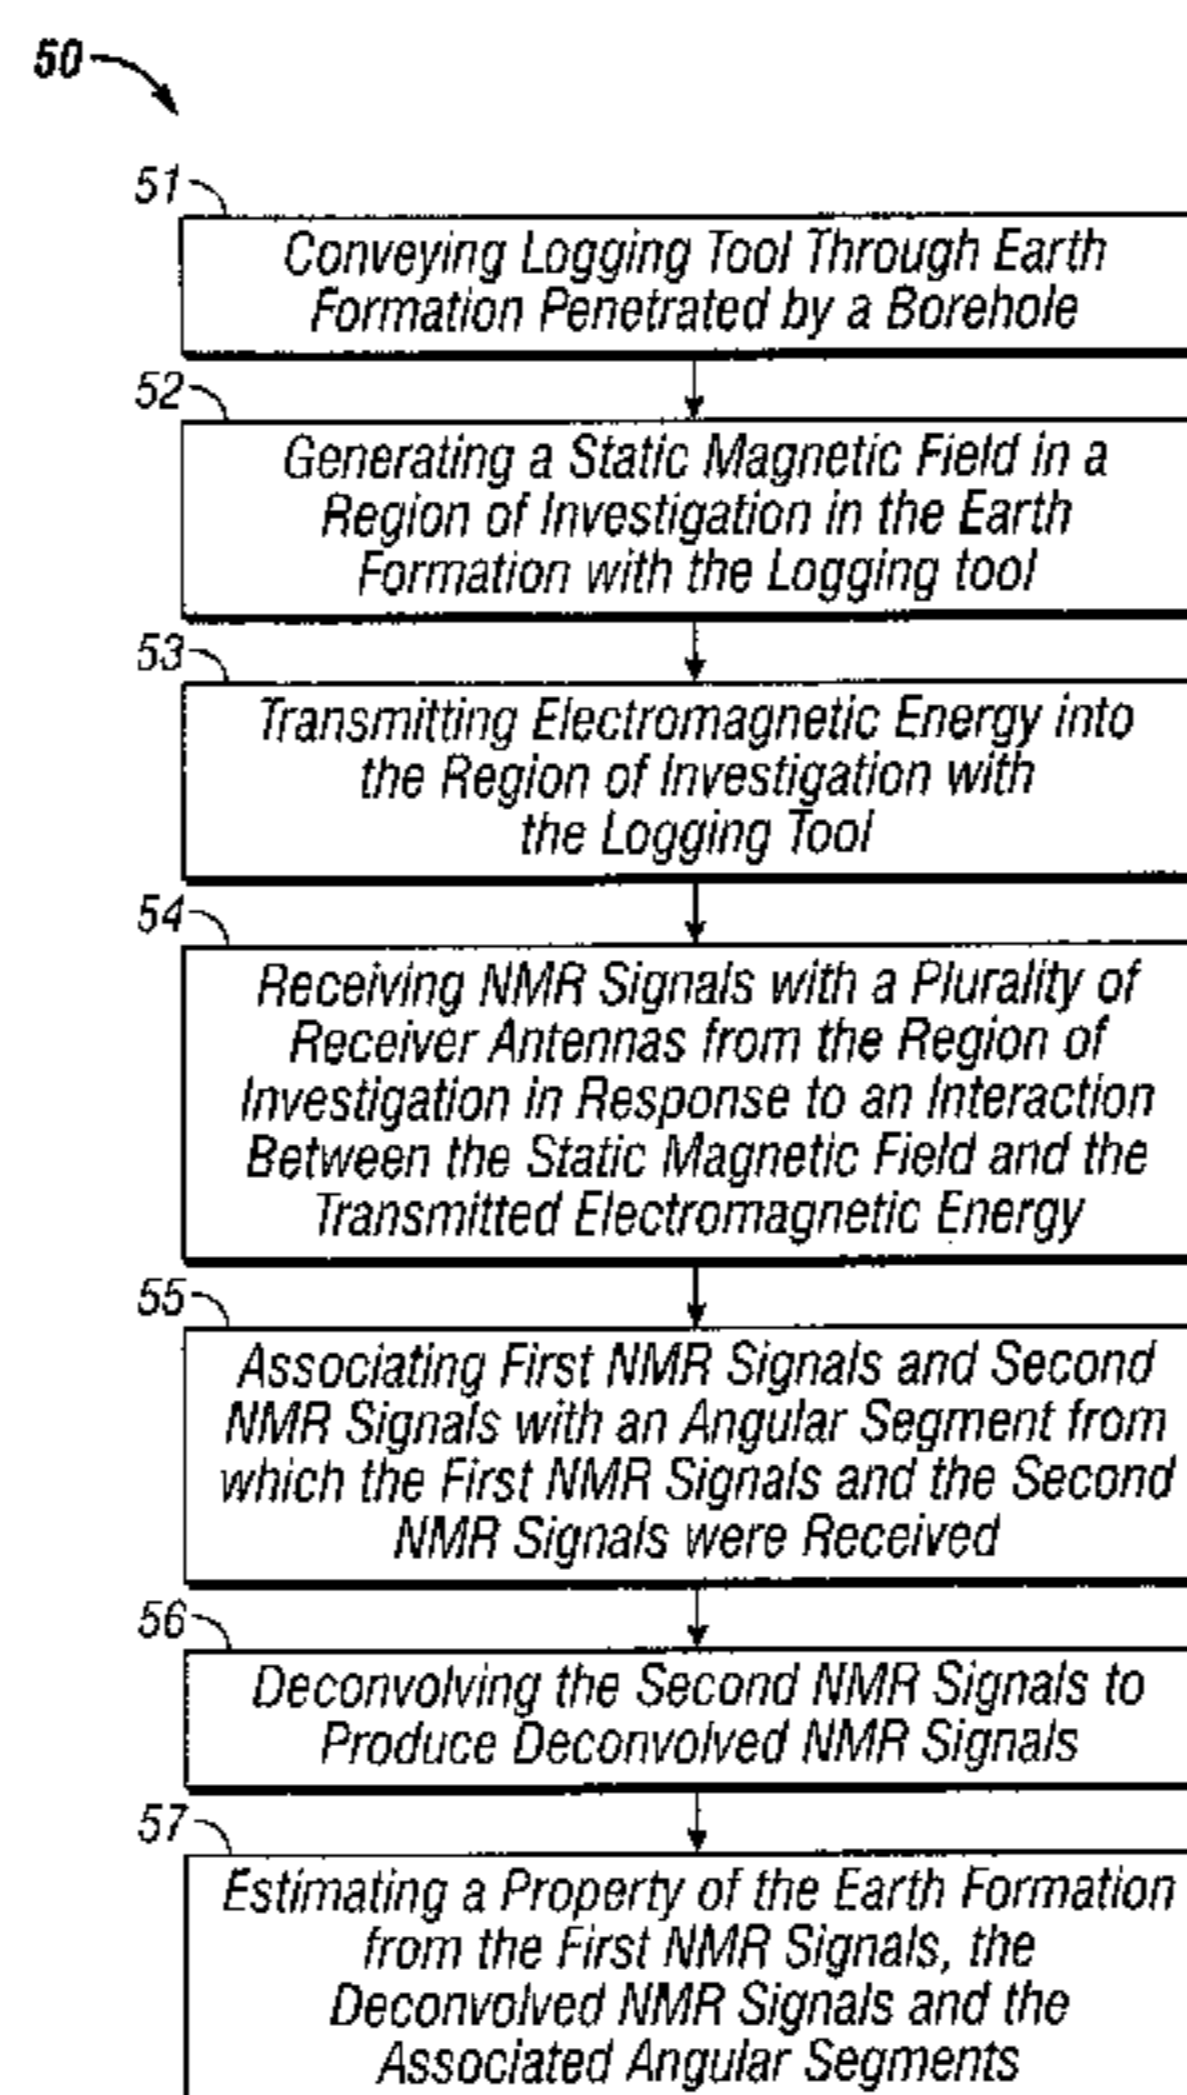 50
51
Conveying Logging Tool Through Earth
Formation Penetrated by a Borehole
52
Generating a Static Magnetic Field in a
Region of Investigation in the Earth
Formation with the Logging tool
53
Transmitting Electromagnetic Energy into
the Region of Investigation with
the Logging Tool
54
Receiving NMR Signals with a Plurality of
Receiver Antennas from the Region of
Investigation in Response to an Interaction
Between the Static Magnetic Field and the
Transmitted Electromagnetic Energy
55
Associating First NMR Signals and Second
NMR Signals with an Angular Segment from
which the First NMR Signals and the Second
NMR Signals were Received
56
Deconvolving the Second NMR Signals to
Produce Deconvolved NMR Signals
57
Estimating a Property of the Earth Formation
from the First NMR Signals, the
Deconvolved NMR Signals and the
Associated Angular Segments